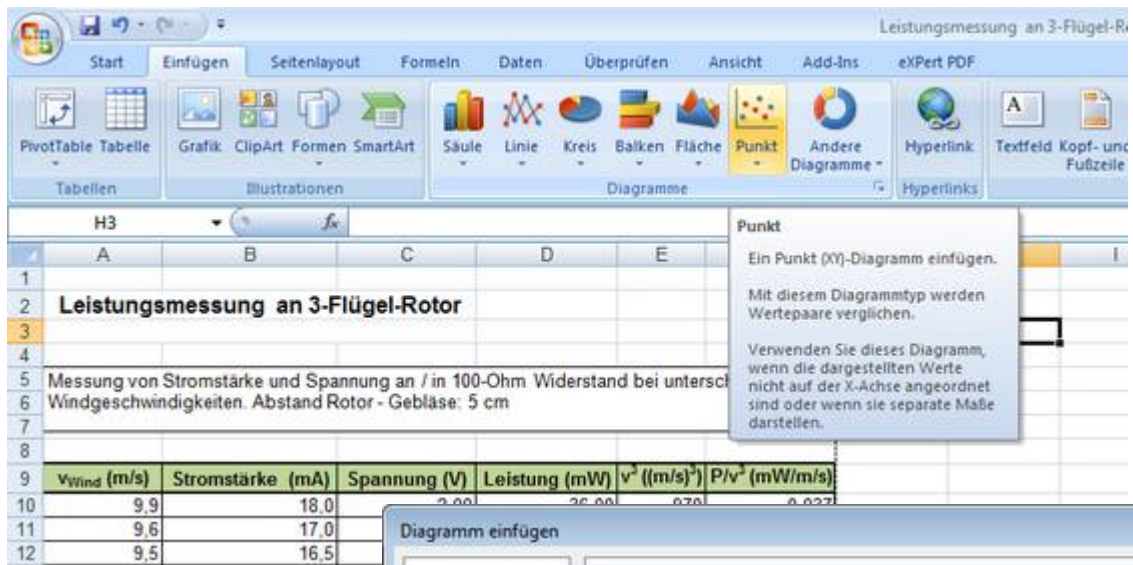 Leistungsmessung an 3-Flügel-R
Start Einfügen Seitenlayout Formeln Daten Überprüfen Ansicht Add-Ins eXPert PDF
PivotTable Tabelle Grafik ClipArt Formen SmartArt Säule Linie Kreis Balken Fläche Punkt Andere Diagramme Hyperlink Textfeld Kopf- und Fußzeile
Tabellen Illustrationen Diagramme Hyperlinks
H3 fx
Punkt
Ein Punkt (XY)-Diagramm einfügen.
Mit diesem Diagrammtyp werden
Wertepaare verglichen.
Verwenden Sie dieses Diagramm,
wenn die dargestellten Werte
nicht auf der X-Achse angeordnet
sind oder wenn sie separate Maße
darstellen.
A B C D E I
1
2 Leistungsmessung an 3-Flügel-Rotor
3
4
5 Messung von Stromstärke und Spannung an / in 100-Ohm Widerstand bei untersch
6 Windgeschwindigkeiten. Abstand Rotor - Gebläse: 5 cm
7
8
9 vWind (m/s) Stromstärke (mA) Spannung (V) Leistung (mW) v³ ((m/s)³) P/v³ (mW/m/s)
10 9,9 18,0
11 9,6 17,0
12 9,5 16,5
Diagramm einfügen